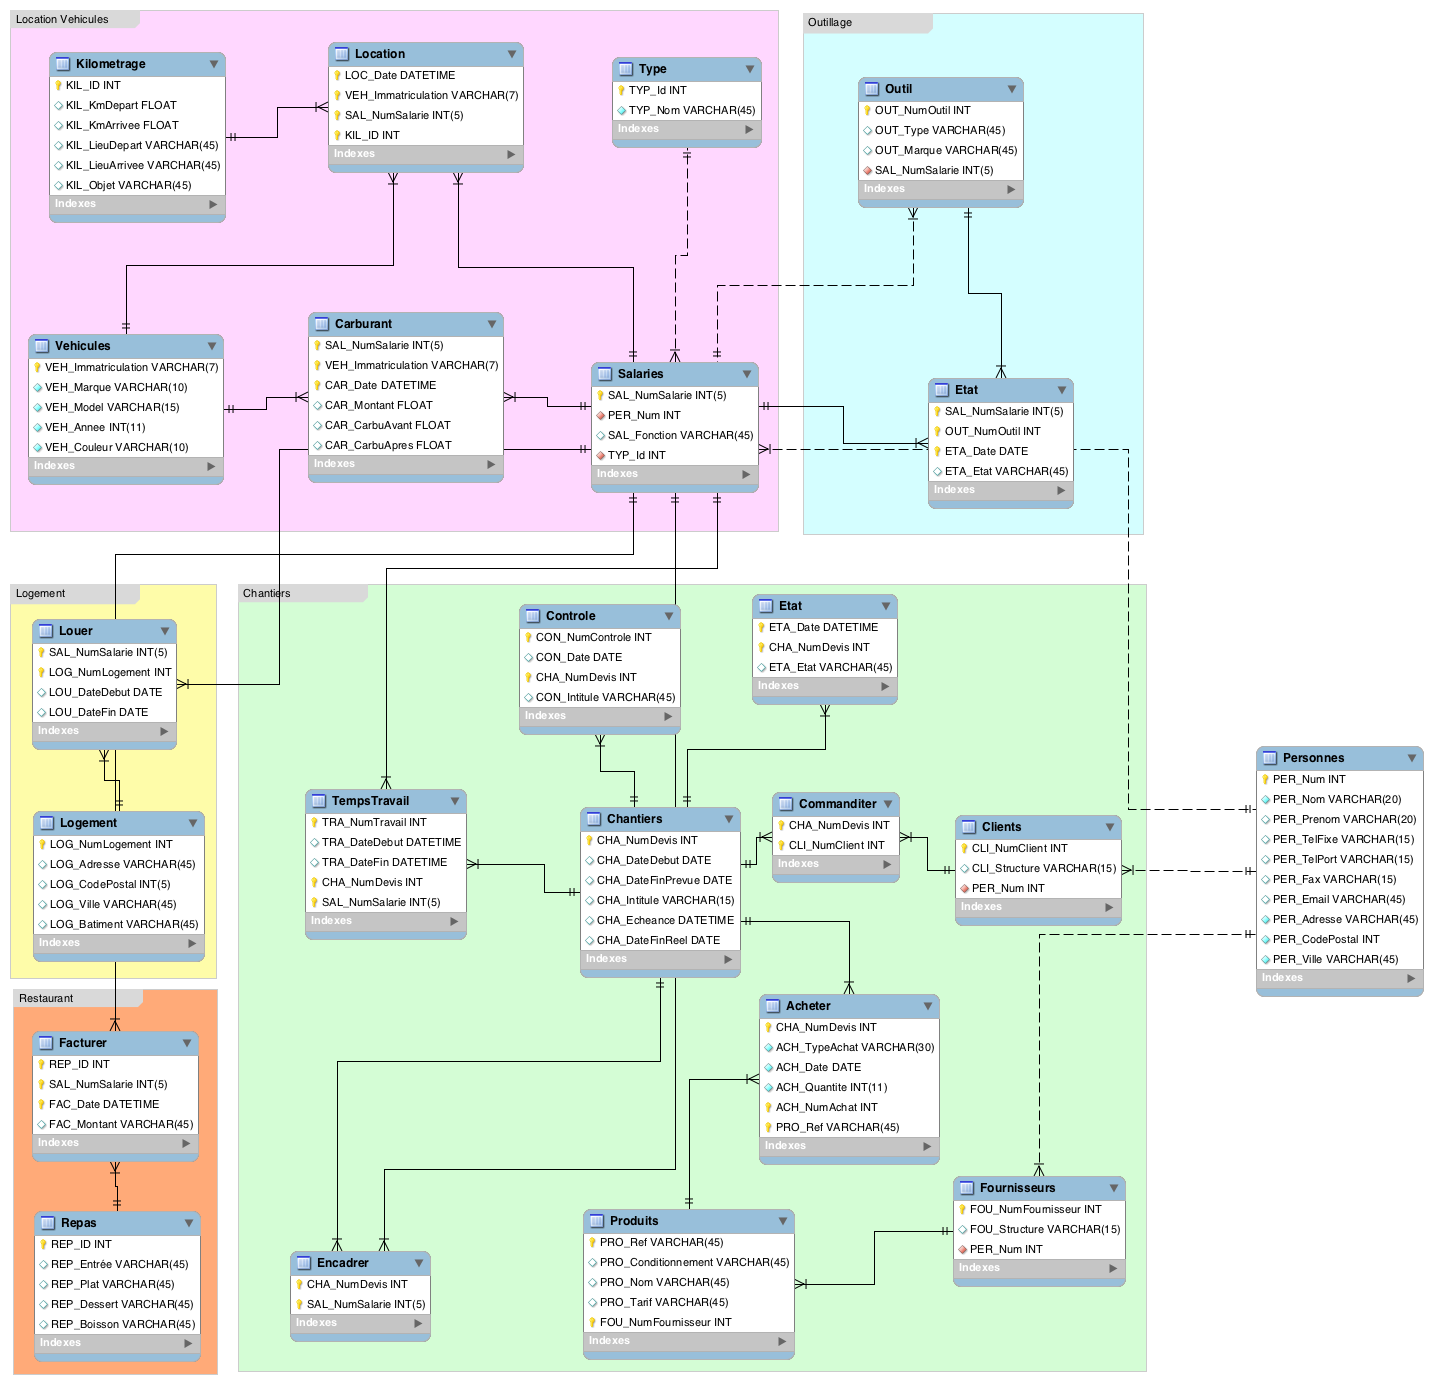 Location Vehicules
Kilometrage
KIL_ID INT
KIL_KmDepart FLOAT
KIL_KmArrivee FLOAT
KIL_LieuDepart VARCHAR(45)
KIL_LieuArrivee VARCHAR(45)
KIL_Objet VARCHAR(45)
Indexes
Location
LOC_Date DATETIME
VEH_Immatriculation VARCHAR(7)
SAL_NumSalarie INT(5)
KIL_ID INT
Indexes
Type
TYP_Id INT
TYP_Nom VARCHAR(45)
Indexes
Vehicules
VEH_Immatriculation VARCHAR(7)
VEH_Marque VARCHAR(10)
VEH_Model VARCHAR(15)
VEH_Annee INT(11)
VEH_Couleur VARCHAR(10)
Indexes
Carburant
SAL_NumSalarie INT(5)
VEH_Immatriculation VARCHAR(7)
CAR_Date DATETIME
CAR_Montant FLOAT
CAR_CarbuAvant FLOAT
CAR_CarbuApres FLOAT
Indexes
Salaries
SAL_NumSalarie INT(5)
PER_Num INT
SAL_Fonction VARCHAR(45)
TYP_Id INT
Indexes
Outillage
Outil
OUT_NumOutil INT
OUT_Type VARCHAR(45)
OUT_Marque VARCHAR(45)
SAL_NumSalarie INT(5)
Indexes
Etat
SAL_NumSalarie INT(5)
OUT_NumOutil INT
ETA_Date DATE
ETA_Etat VARCHAR(45)
Indexes
Logement
Louer
SAL_NumSalarie INT(5)
LOG_NumLogement INT
LOU_DateDebut DATE
LOU_DateFin DATE
Indexes
Logement
LOG_NumLogement INT
LOG_Adresse VARCHAR(45)
LOG_CodePostal INT(5)
LOG_Ville VARCHAR(45)
LOG_Batiment VARCHAR(45)
Indexes
Restaurant
Facturer
REP_ID INT
SAL_NumSalarie INT(5)
FAC_Date DATETIME
FAC_Montant VARCHAR(45)
Indexes
Repas
REP_ID INT
REP_Entrée VARCHAR(45)
REP_Plat VARCHAR(45)
REP_Dessert VARCHAR(45)
REP_Boisson VARCHAR(45)
Indexes
Chantiers
Controle
CON_NumControle INT
CON_Date DATE
CHA_NumDevis INT
CON_Intitule VARCHAR(45)
Indexes
Etat
ETA_Date DATETIME
CHA_NumDevis INT
ETA_Etat VARCHAR(45)
Indexes
TempsTravail
TRA_NumTravail INT
TRA_DateDebut DATETIME
TRA_DateFin DATETIME
CHA_NumDevis INT
SAL_NumSalarie INT(5)
Indexes
Chantiers
CHA_NumDevis INT
CHA_DateDebut DATE
CHA_DateFinPrevue DATE
CHA_Intitule VARCHAR(15)
CHA_Echeance DATETIME
CHA_DateFinReel DATE
Indexes
Commanditer
CHA_NumDevis INT
CLI_NumClient INT
Indexes
Clients
CLI_NumClient INT
CLI_Structure VARCHAR(15)
PER_Num INT
Indexes
Acheter
CHA_NumDevis INT
ACH_TypeAchat VARCHAR(30)
ACH_Date DATE
ACH_Quantite INT(11)
ACH_NumAchat INT
PRO_Ref VARCHAR(45)
Indexes
Encadrer
CHA_NumDevis INT
SAL_NumSalarie INT(5)
Indexes
Produits
PRO_Ref VARCHAR(45)
PRO_Conditionnement VARCHAR(45)
PRO_Nom VARCHAR(45)
PRO_Tarif VARCHAR(45)
FOU_NumFournisseur INT
Indexes
Fournisseurs
FOU_NumFournisseur INT
FOU_Structure VARCHAR(15)
PER_Num INT
Indexes
Personnes
PER_Num INT
PER_Nom VARCHAR(20)
PER_Prenom VARCHAR(20)
PER_TelFixe VARCHAR(15)
PER_TelPort VARCHAR(15)
PER_Fax VARCHAR(15)
PER_Email VARCHAR(45)
PER_Adresse VARCHAR(45)
PER_CodePostal INT
PER_Ville VARCHAR(45)
Indexes